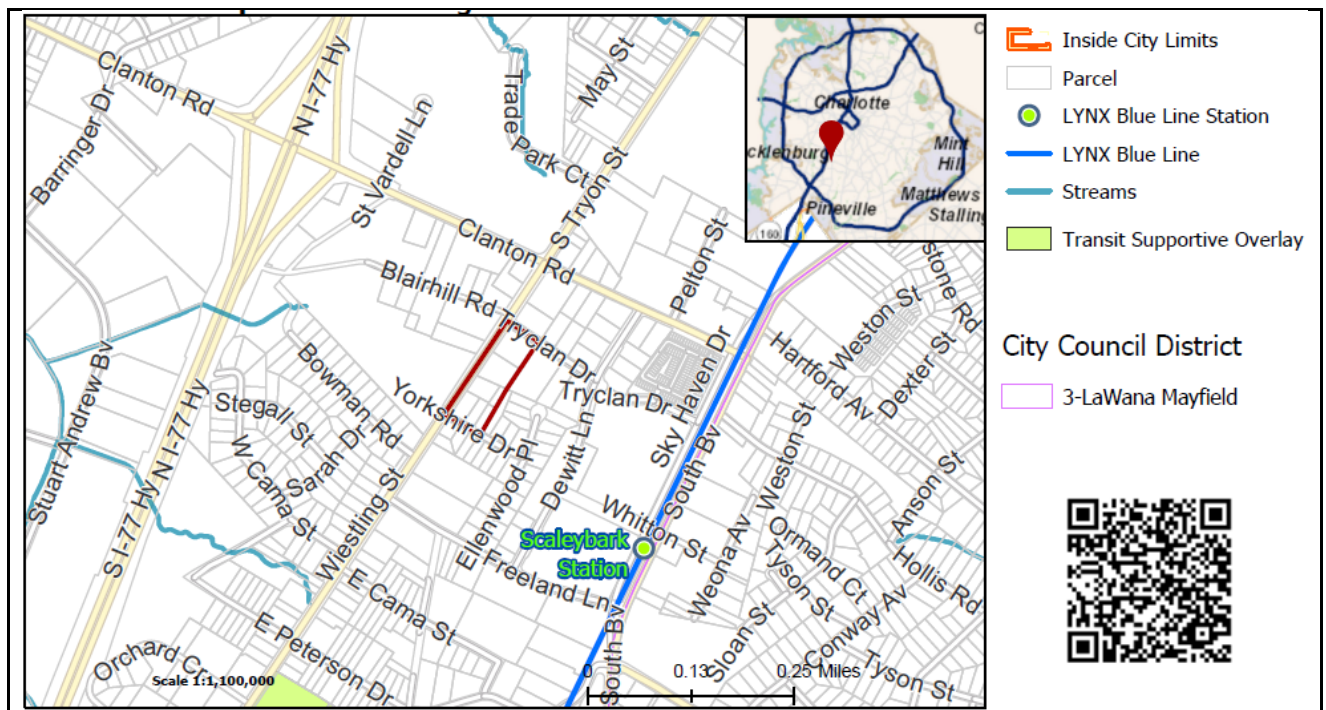 Clanton Rd
N I-77 Hy
Barringer Dr
St Vardell Ln
Trade
Park Ct
May St
S Tryon St
Clanton Rd
Pelton St
Blairhill Rd
Tryclan Dr
Tryclan Dr
Sky Haven Dr
South Bv
Hartford Av
Weston St
Dexter St
stone Rd
Stuart Andrew Bv
S I-77 Hy
N I-77 Hy
Bowman Rd
Stegall St
Sarah Dr
W Cama St
Yorkshire Dr
Wiestling St
Ellenwood Pl
Dewitt Ln
Whitton St
Scaleybark
Station
Freeland Ln
E Cama St
E Peterson Dr
Orchard Cr
South Bv
Weona Av
Weston St
Ormand Ct
Tyson St
Sloan St
Conway Av
Anson St
Hollis Rd
Tyson St
Scale 1:1,100,000
0 0.13 0.25 Miles
Charlotte
cklenburg
Mint
Hill
Matthews
Stalling
Pineville
160
Inside City Limits
Parcel
LYNX Blue Line Station
LYNX Blue Line
Streams
Transit Supportive Overlay
City Council District
3-LaWana Mayfield